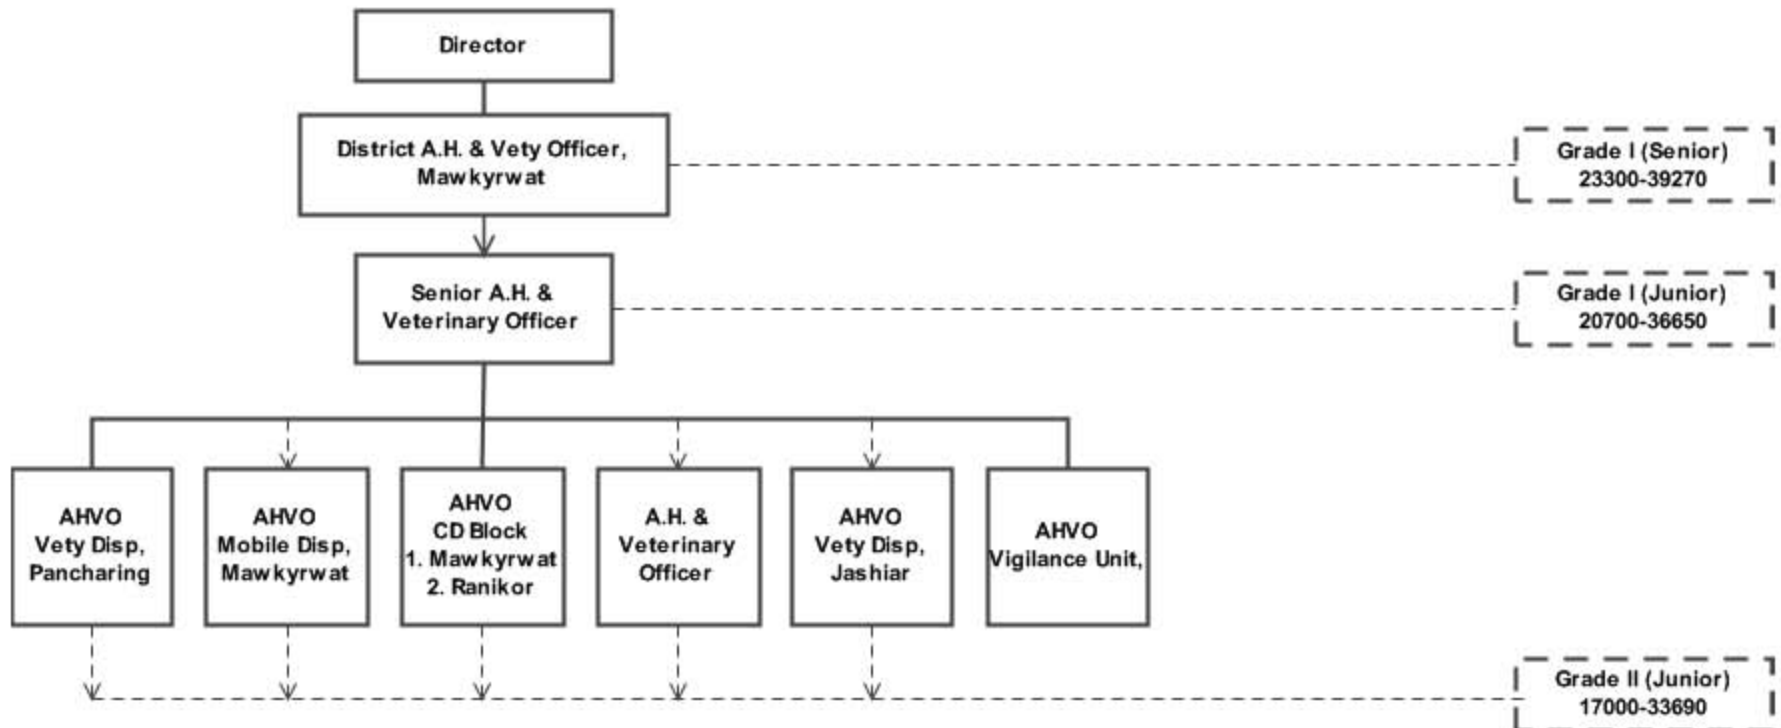 Director
District A.H. & Vety Officer,
Mawkyrwat
Grade I (Senior)
23300-39270
Senior A.H. &
Veterinary Officer
Grade I (Junior)
20700-36650
AHVO
Vety Disp,
Pancharing
AHVO
Mobile Disp,
Mawkyrwat
AHVO
CD Block
1. Mawkyrwat
2. Ranikor
A.H. &
Veterinary
Officer
AHVO
Vety Disp,
Jashiar
AHVO
Vigilance Unit,
Grade II (Junior)
17000-33690